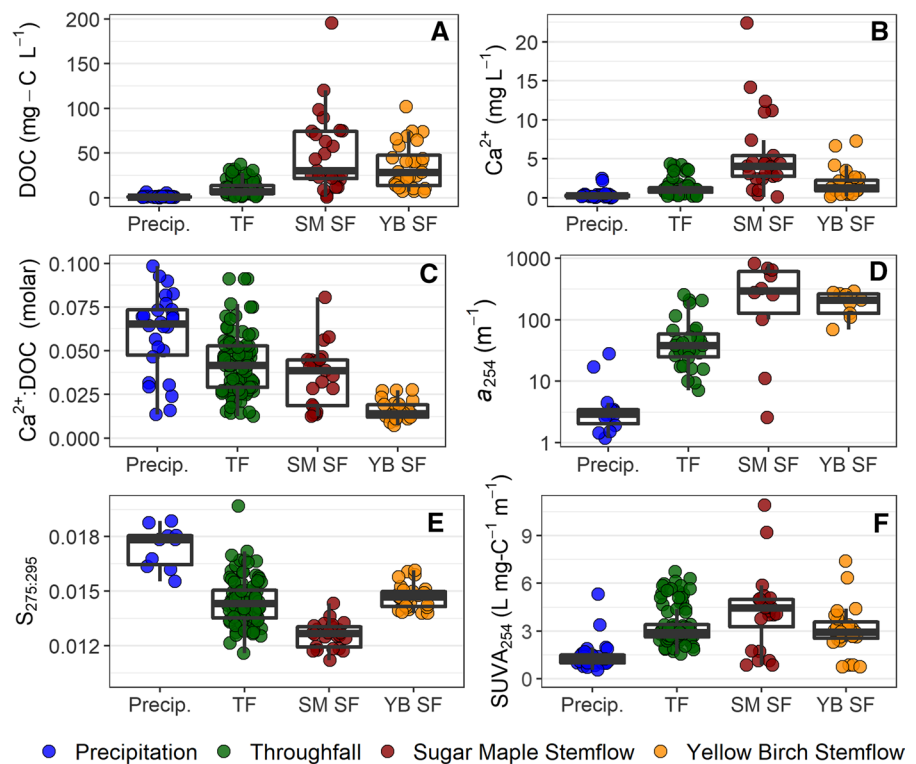 A
DOC (mg − C L⁻¹)
200
150
100
50
0
Precip. TF SM SF YB SF
B
Ca²⁺ (mg L⁻¹)
20
15
10
5
0
Precip. TF SM SF YB SF
C
Ca²⁺:DOC (molar)
0.100
0.075
0.050
0.025
0.000
Precip. TF SM SF YB SF
D
a₂₅₄ (m⁻¹)
1000
100
10
1
Precip. TF SM SF YB SF
E
S₂₇₅:₂₉₅
0.018
0.015
0.012
Precip. TF SM SF YB SF
F
SUVA₂₅₄ (L mg-C⁻¹ m⁻¹)
9
6
3
0
Precip. TF SM SF YB SF
Precipitation Throughfall Sugar Maple Stemflow Yellow Birch Stemflow